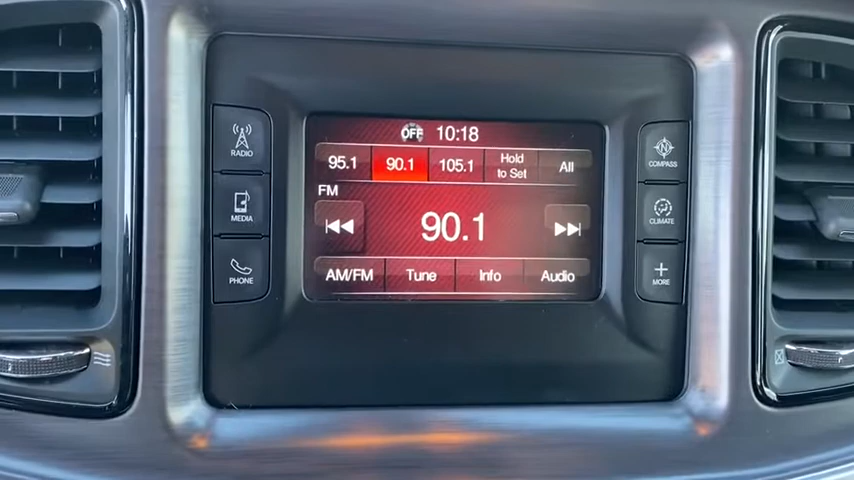 OFF 10:18
95.1 90.1 105.1 Hold to Set All
FM
90.1
AM/FM Tune Info Audio
RADIO
MEDIA
PHONE
N
COMPASS
CLIMATE
MORE